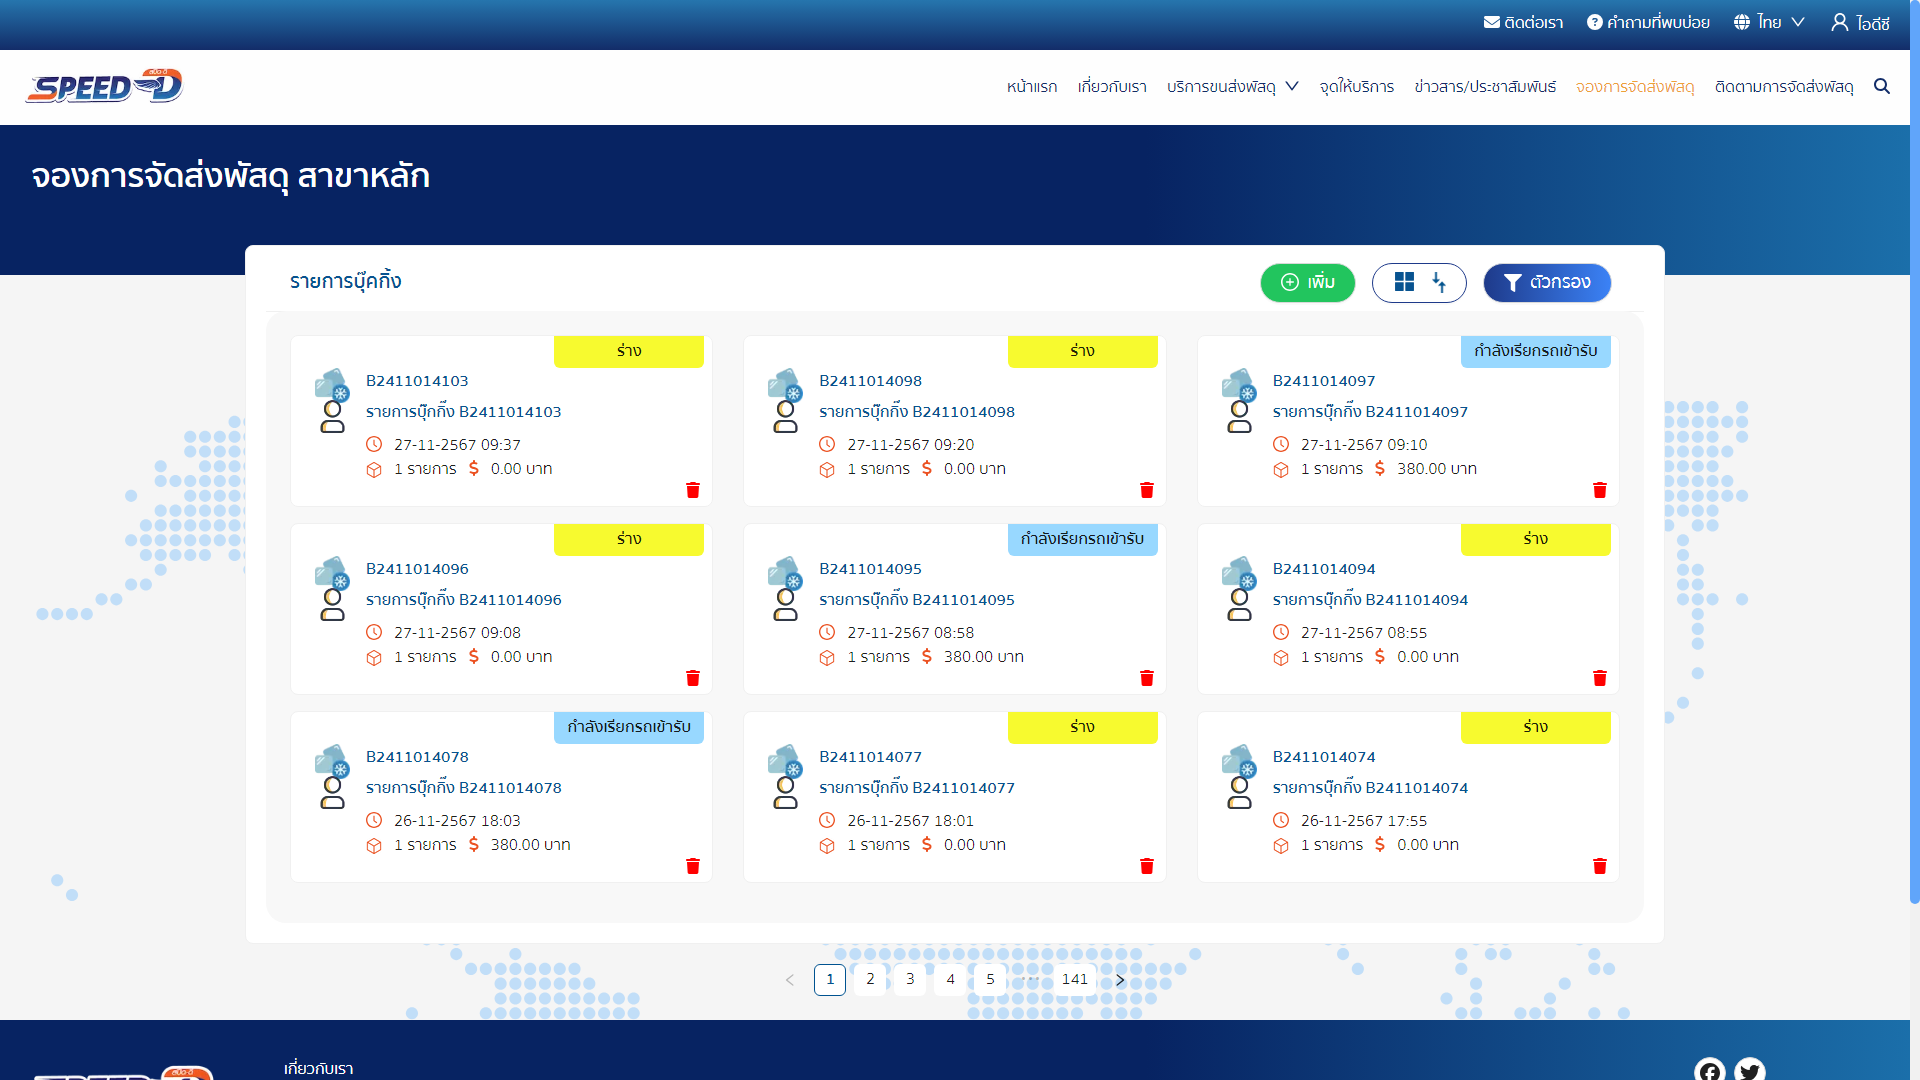 ติดต่อเรา คำถามที่พบบ่อย ไทย ไอดีซี
สปีด-ดี
SPEED-D
หน้าแรก เกี่ยวกับเรา บริการขนส่งพัสดุ จุดให้บริการ ข่าวสาร/ประชาสัมพันธ์ จองการจัดส่งพัสดุ ติดตามการจัดส่งพัสดุ
จองการจัดส่งพัสดุ สาขาหลัก
รายการบุ๊คกิ้ง
เพิ่ม ตัวกรอง
ร่าง
B2411014103
รายการบุ๊กกิ๊ง B2411014103
27-11-2567 09:37
1 รายการ $ 0.00 บาท
ร่าง
B2411014098
รายการบุ๊กกิ๊ง B2411014098
27-11-2567 09:20
1 รายการ $ 0.00 บาท
กำลังเรียกรถเข้ารับ
B2411014097
รายการบุ๊กกิ๊ง B2411014097
27-11-2567 09:10
1 รายการ $ 380.00 บาท
ร่าง
B2411014096
รายการบุ๊กกิ๊ง B2411014096
27-11-2567 09:08
1 รายการ $ 0.00 บาท
กำลังเรียกรถเข้ารับ
B2411014095
รายการบุ๊กกิ๊ง B2411014095
27-11-2567 08:58
1 รายการ $ 380.00 บาท
ร่าง
B2411014094
รายการบุ๊กกิ๊ง B2411014094
27-11-2567 08:55
1 รายการ $ 0.00 บาท
กำลังเรียกรถเข้ารับ
B2411014078
รายการบุ๊กกิ๊ง B2411014078
26-11-2567 18:03
1 รายการ $ 380.00 บาท
ร่าง
B2411014077
รายการบุ๊กกิ๊ง B2411014077
26-11-2567 18:01
1 รายการ $ 0.00 บาท
ร่าง
B2411014074
รายการบุ๊กกิ๊ง B2411014074
26-11-2567 17:55
1 รายการ $ 0.00 บาท
< 1 2 3 4 5 ••• 141 >
เกี่ยวกับเรา
สปีด-ดี